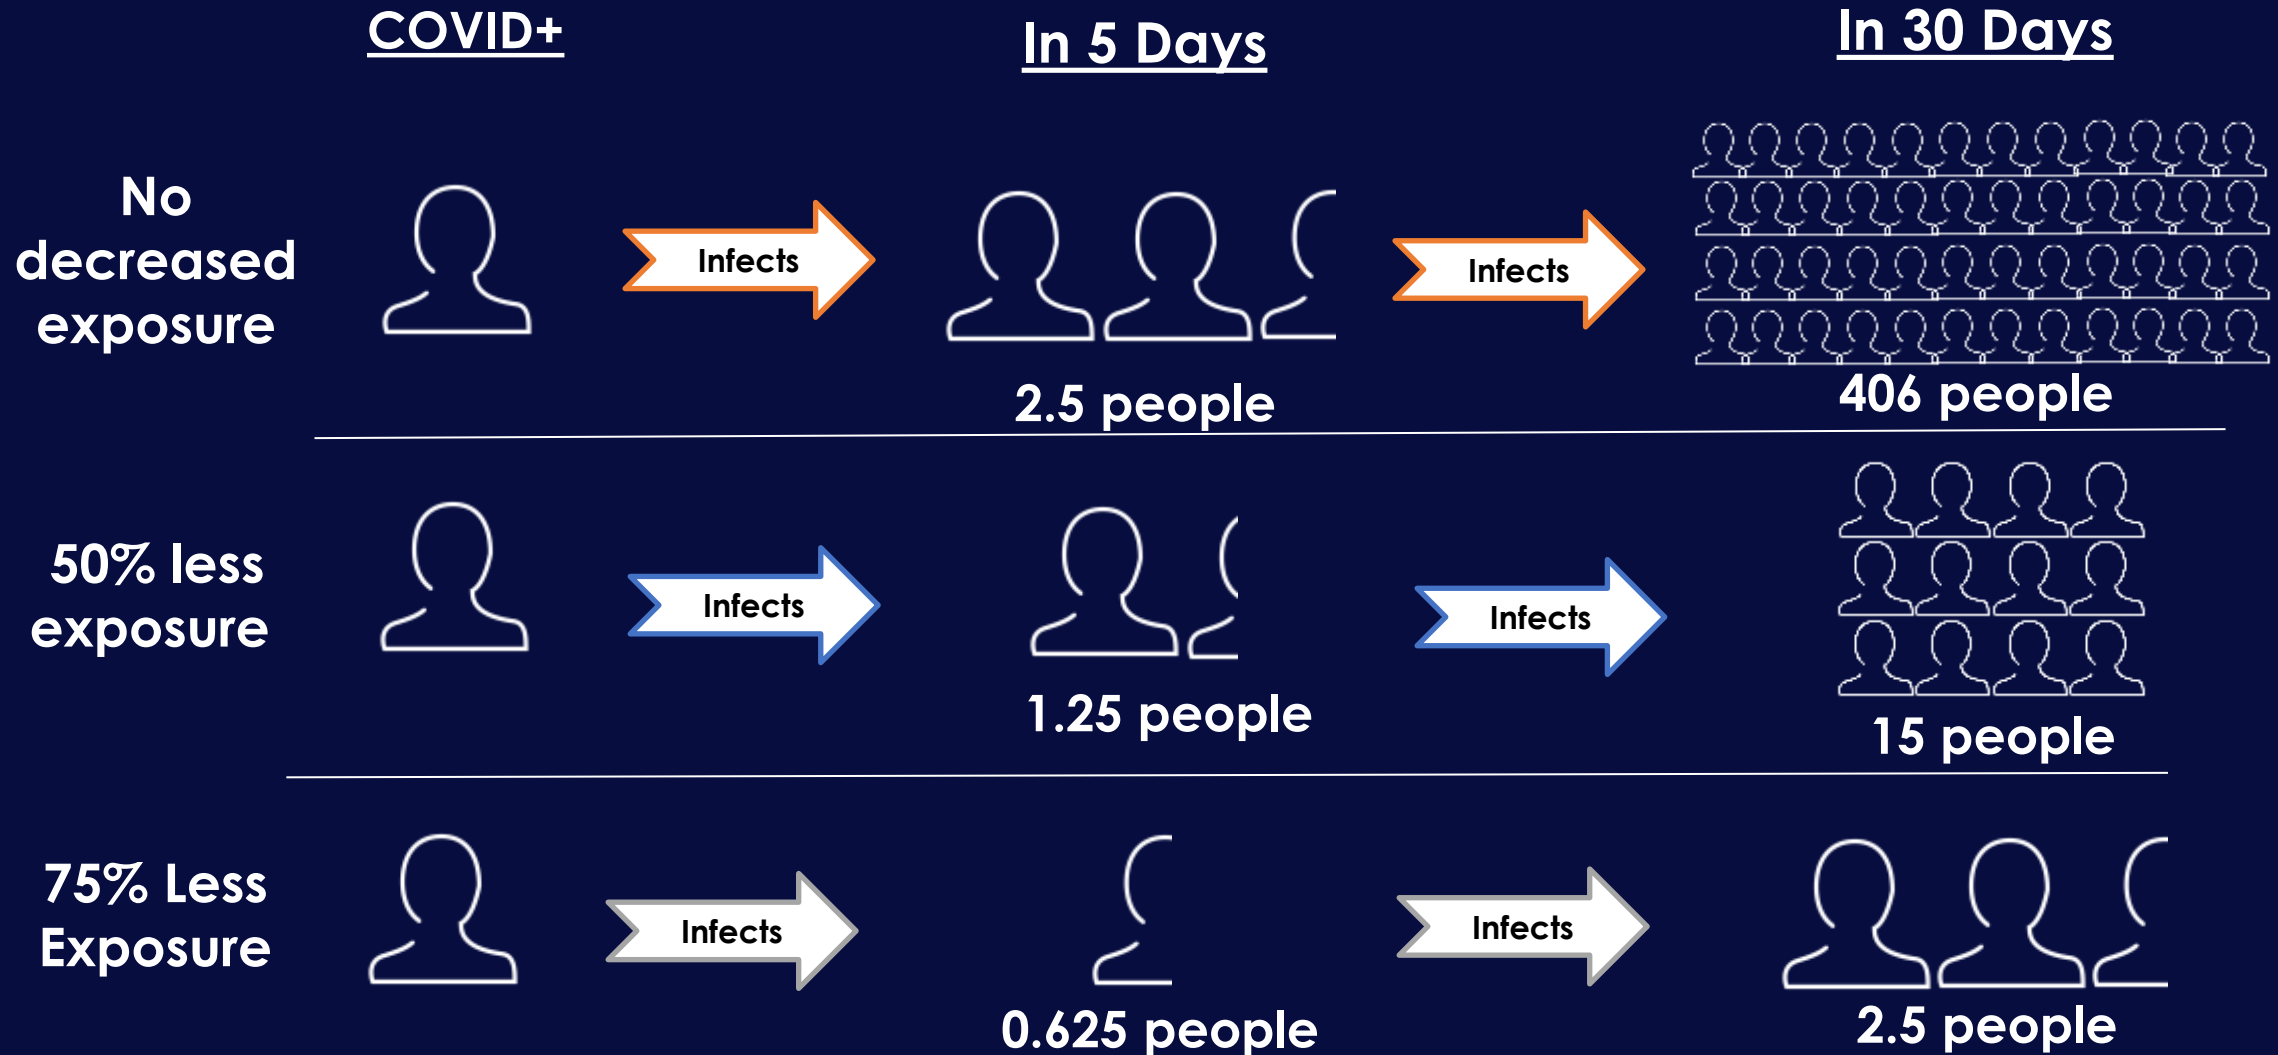 COVID+
In 5 Days
In 30 Days
No
decreased
exposure
Infects
Infects
2.5 people
406 people
50% less
exposure
Infects
Infects
1.25 people
15 people
75% Less
Exposure
Infects
Infects
0.625 people
2.5 people